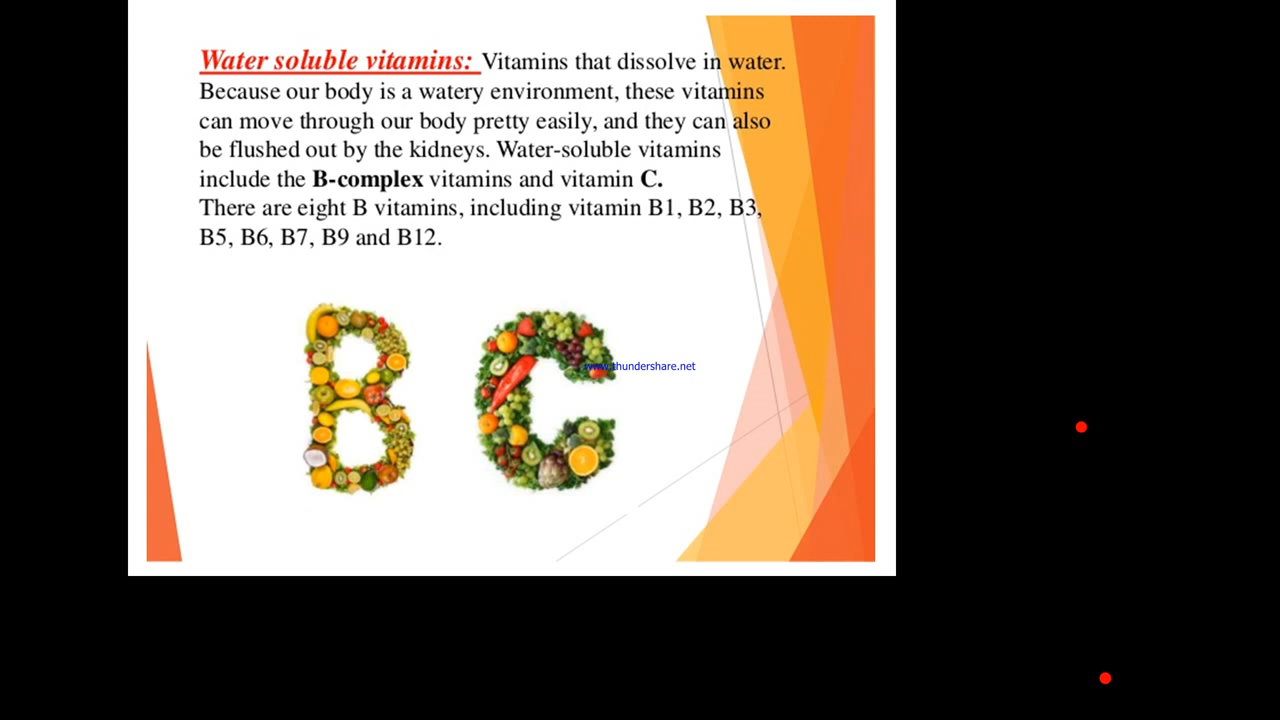 Water soluble vitamins: Vitamins that dissolve in water.
Because our body is a watery environment, these vitamins
can move through our body pretty easily, and they can also
be flushed out by the kidneys. Water-soluble vitamins
include the B-complex vitamins and vitamin C.
There are eight B vitamins, including vitamin B1, B2, B3,
B5, B6, B7, B9 and B12.
B C
www.thundershare.net